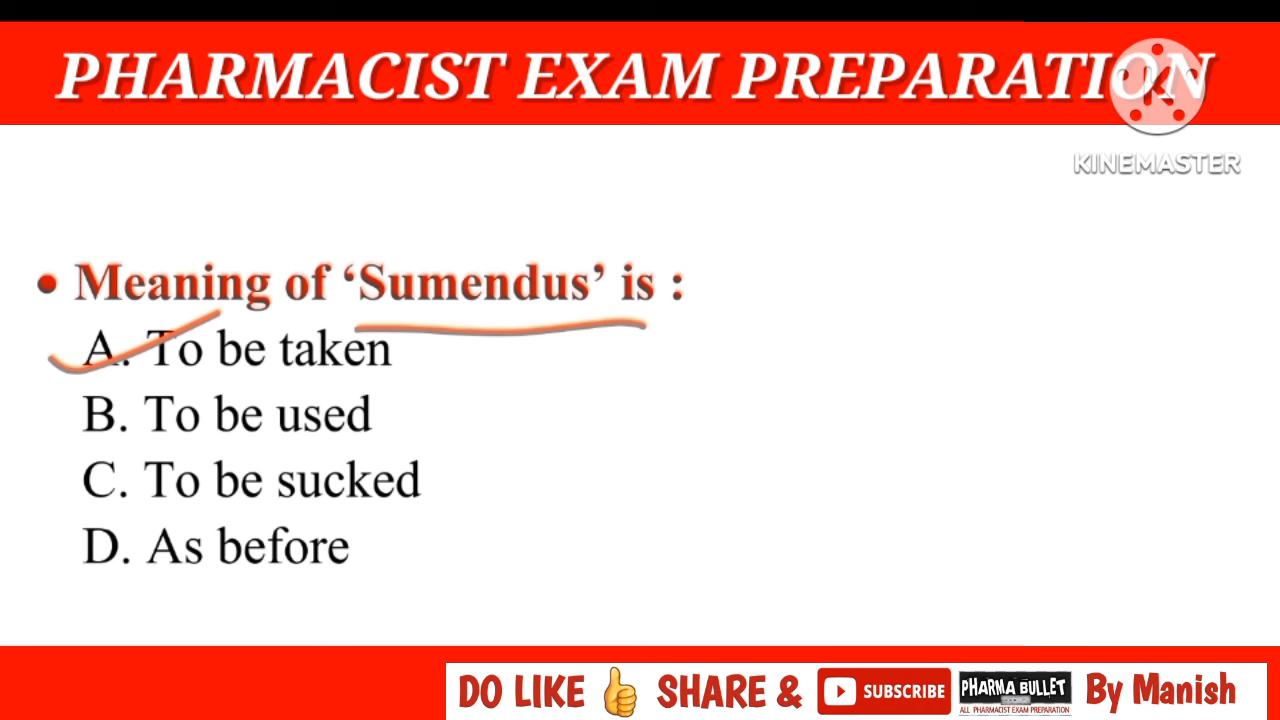 PHARMACIST EXAM PREPARATION
KINEMASTER
• Meaning of ‘Sumendus’ is :
A. To be taken
B. To be used
C. To be sucked
D. As before
DO LIKE 👍 SHARE & SUBSCRIBE PHARMA BULLET By Manish
ALL PHARMACIST EXAM PREPARATION